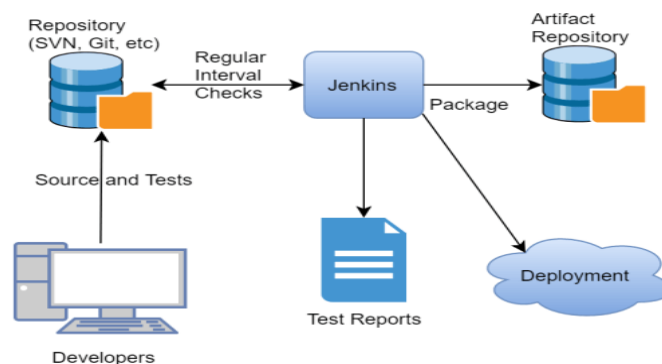 Repository
(SVN, Git, etc)
Regular
Interval
Checks
Jenkins
Artifact
Repository
Package
Source and Tests
Deployment
Test Reports
Developers